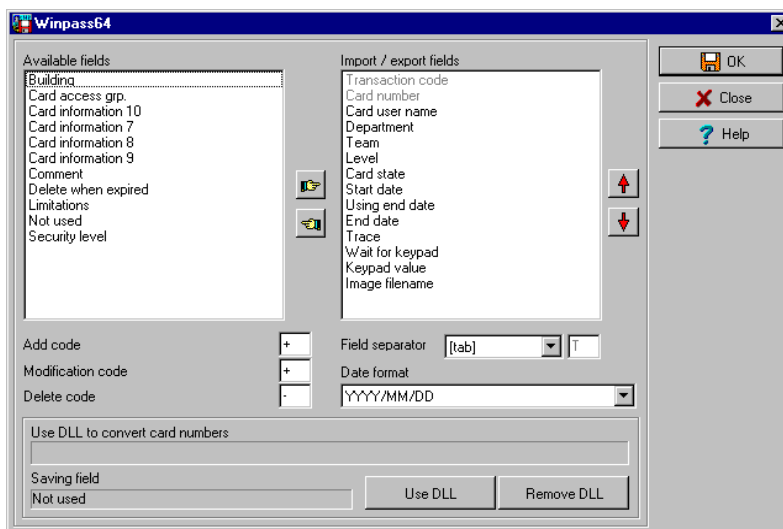 Winpass64
Available fields
Building
Card access grp.
Card information 10
Card information 7
Card information 8
Card information 9
Comment
Delete when expired
Limitations
Not used
Security level
Import / export fields
Transaction code
Card number
Card user name
Department
Team
Level
Card state
Start date
Using end date
End date
Trace
Wait for keypad
Keypad value
Image filename
OK
Close
? Help
Add code +
Modification code +
Delete code -
Field separator [tab] T
Date format
YYYY/MM/DD
Use DLL to convert card numbers
Saving field
Not used
Use DLL
Remove DLL